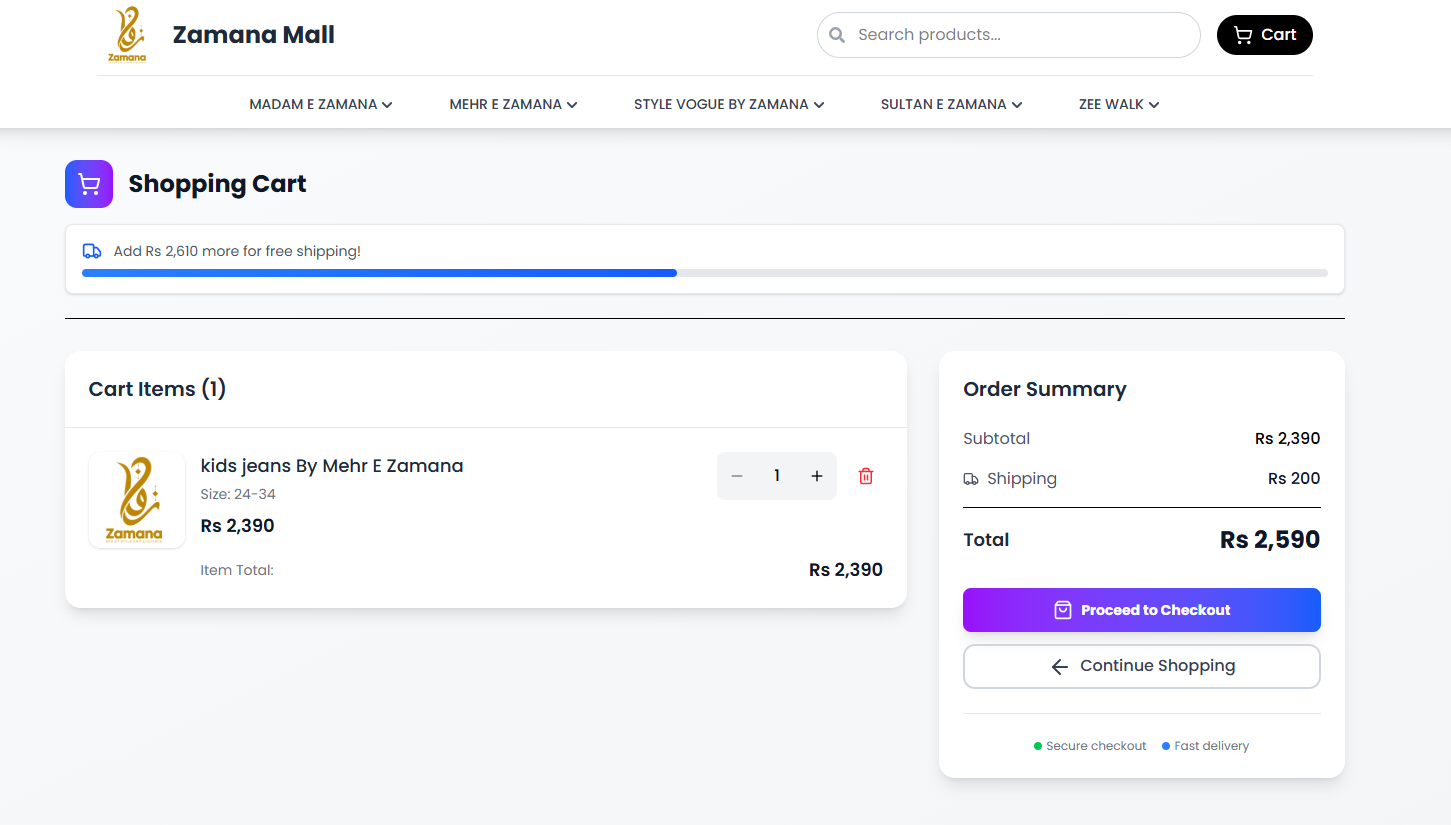 Zamana
Zamana Mall
Search products...
Cart
MADAM E ZAMANA
MEHR E ZAMANA
STYLE VOGUE BY ZAMANA
SULTAN E ZAMANA
ZEE WALK
Shopping Cart
Add Rs 2,610 more for free shipping!
Cart Items (1)
Zamana
kids jeans By Mehr E Zamana
Size: 24-34
Rs 2,390
1
Item Total:
Rs 2,390
Order Summary
Subtotal
Rs 2,390
Shipping
Rs 200
Total
Rs 2,590
Proceed to Checkout
Continue Shopping
Secure checkout
Fast delivery